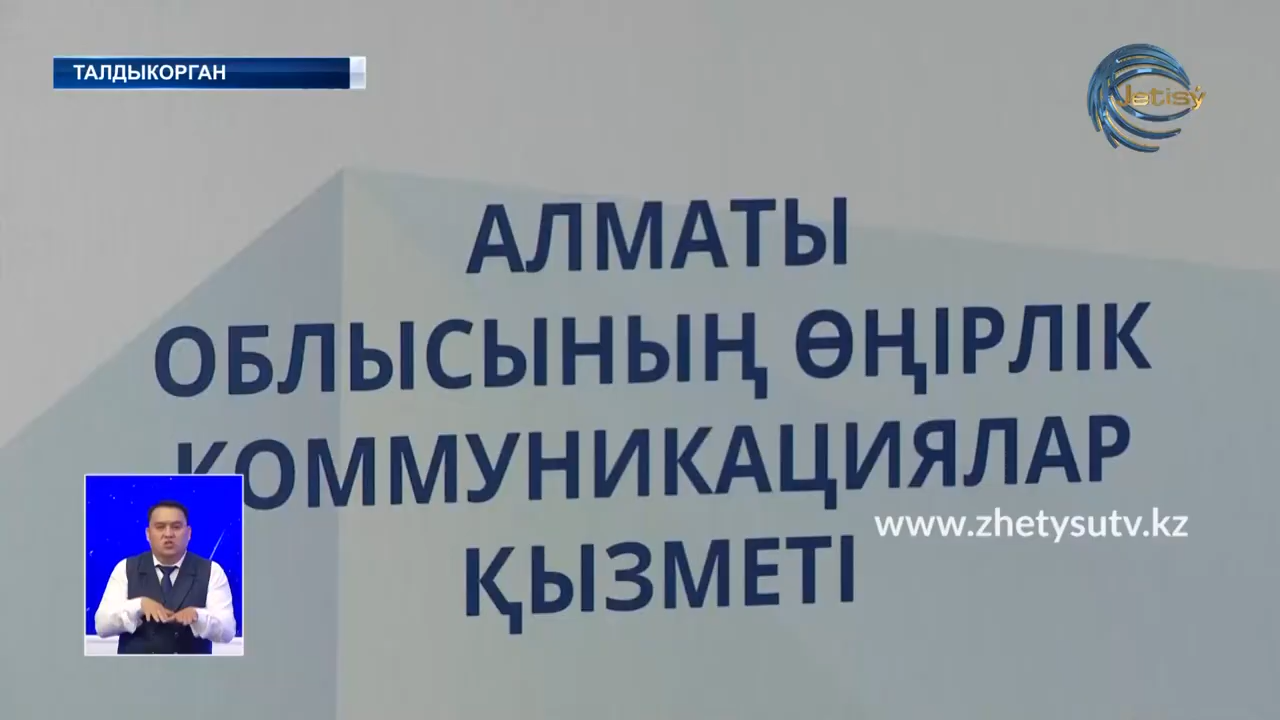 ТАЛДЫКОРГАН
Jetisý
АЛМАТЫ
ОБЛЫСЫНЫҢ ӨҢІРЛІК
КОММУНИКАЦИЯЛАР
ҚЫЗМЕТІ
www.zhetysutv.kz